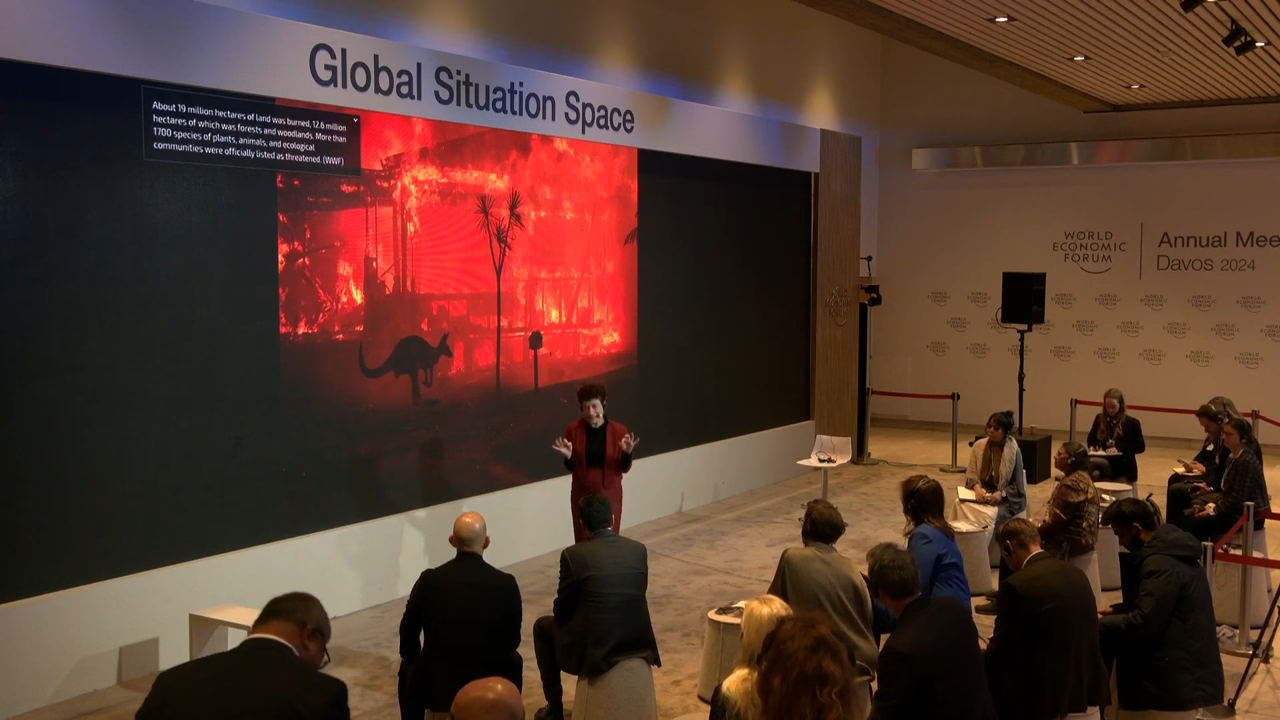 Global Situation Space
About 19 million hectares of land was burned, 12.6 million
hectares of which was forests and woodlands. More than
1700 species of plants, animals, and ecological
communities were officially listed as threatened. (WWF)
WORLD
ECONOMIC
FORUM
Annual Mee
Davos 2024